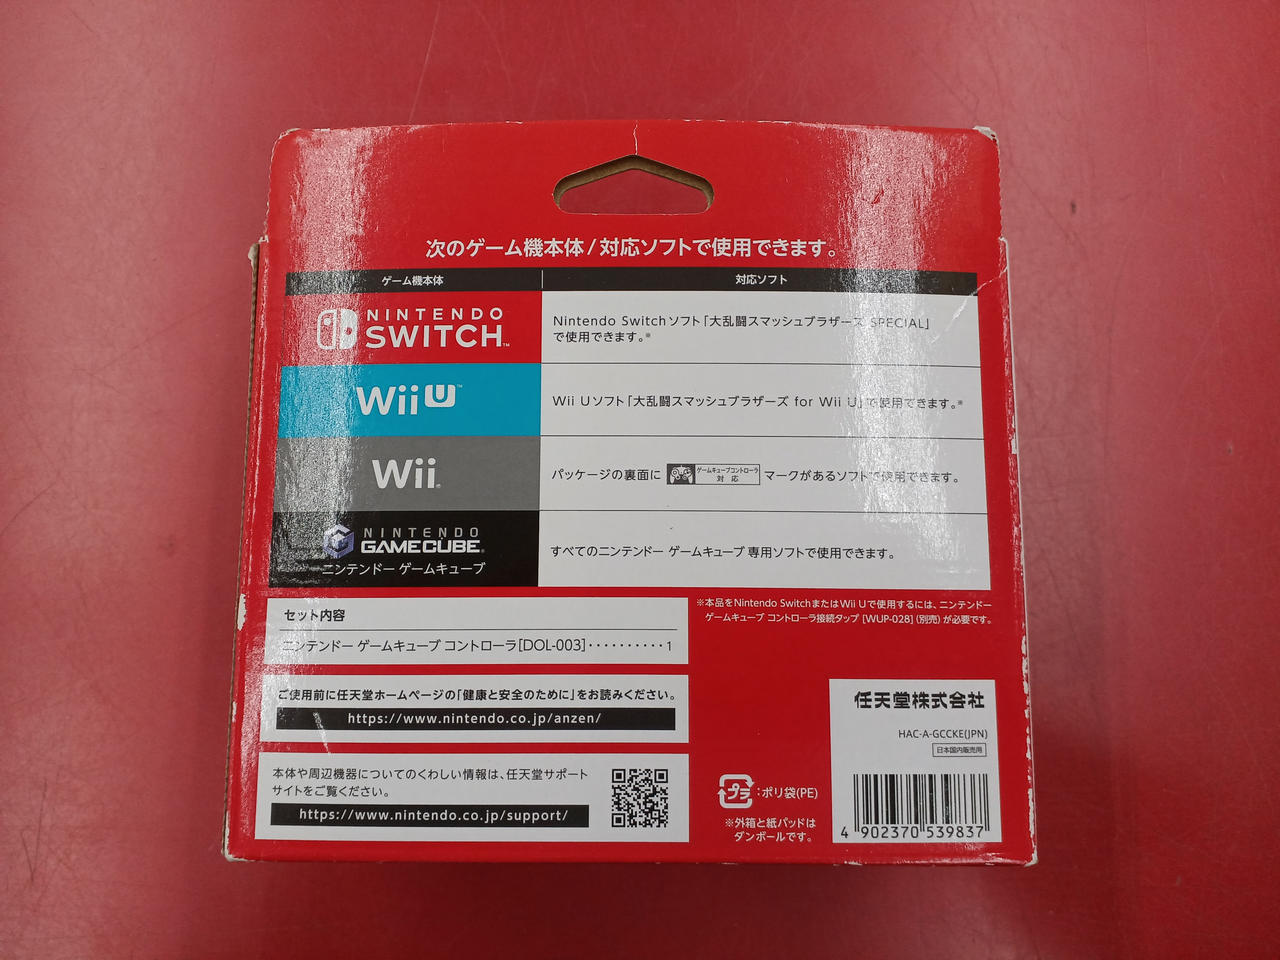 次のゲーム機本体/対応ソフトで使用できます。
ゲーム機本体
対応ソフト
NINTENDO
SWITCH™
Nintendo Switchソフト「大乱闘スマッシュブラザーズ SPECIAL」
で使用できます。※
Wii U™
Wii Uソフト「大乱闘スマッシュブラザーズ for Wii U」で使用できます。※
Wii®
パッケージの裏面に ゲームキューブコントローラ 対応 マークがあるソフトで使用できます。
NINTENDO
GAMECUBE®
ニンテンドー ゲームキューブ
すべてのニンテンドー ゲームキューブ 専用ソフトで使用できます。
※本品をNintendo SwitchまたはWii Uで使用するには、ニンテンドー
ゲームキューブ コントローラ接続タップ [WUP-028] (別売) が必要です。
セット内容
ニンテンドー ゲームキューブ コントローラ[DOL-003]··········1
ご使用前に任天堂ホームページの「健康と安全のために」をお読みください。
https://www.nintendo.co.jp/anzen/
本体や周辺機器についてのくわしい情報は、任天堂サポート
サイトをご覧ください。
https://www.nintendo.co.jp/support/
プラ:ポリ袋(PE)
※外箱と紙パッドは
ダンボールです。
任天堂株式会社
HAC-A-GCCKE(JPN)
日本国内販売用
4 902370 539837